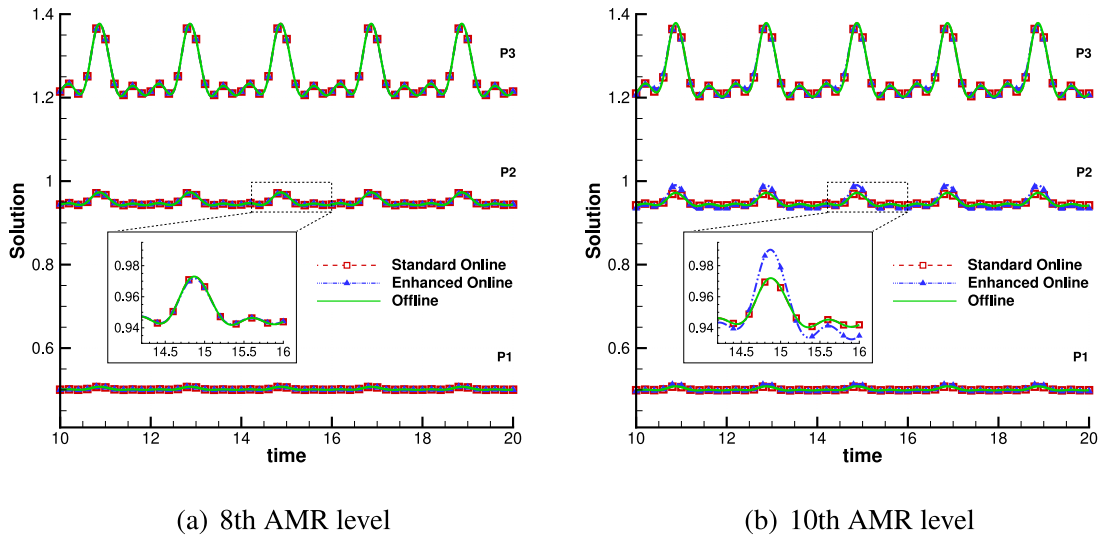 1.4
1.2
1
0.8
0.6
Solution
P3
P2
P1
0.98
0.96
0.94
14.5 15 15.5 16
Standard Online
Enhanced Online
Offline
10 12 14 16 18 20
time
(a) 8th AMR level
1.4
1.2
1
0.8
0.6
Solution
P3
P2
P1
0.98
0.96
0.94
14.5 15 15.5 16
Standard Online
Enhanced Online
Offline
10 12 14 16 18 20
time
(b) 10th AMR level